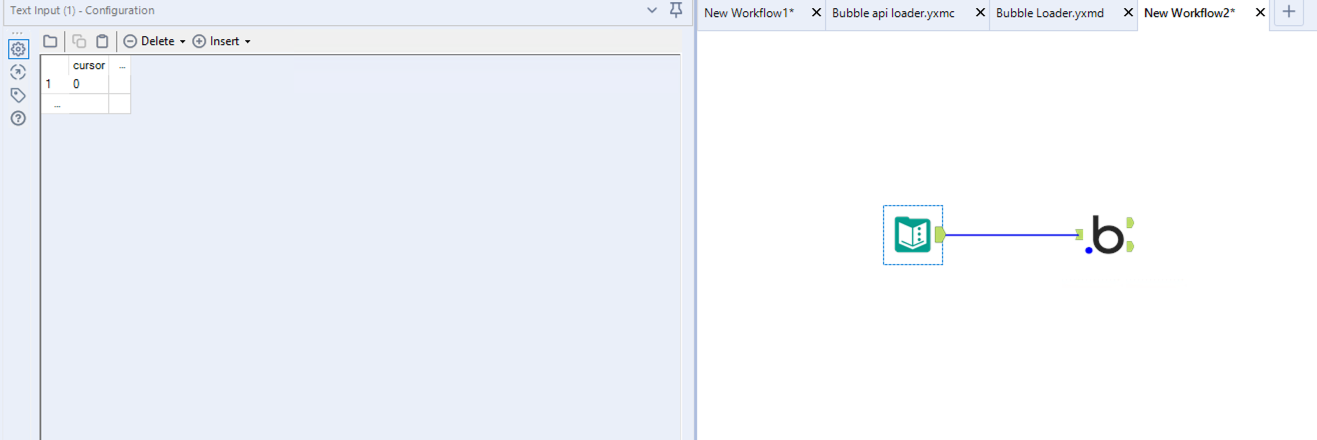 Text Input (1) - Configuration
New Workflow1*
Bubble api loader.yxmc
Bubble Loader.yxmd
New Workflow2*
Delete
Insert
cursor ...
1 0
...
.b